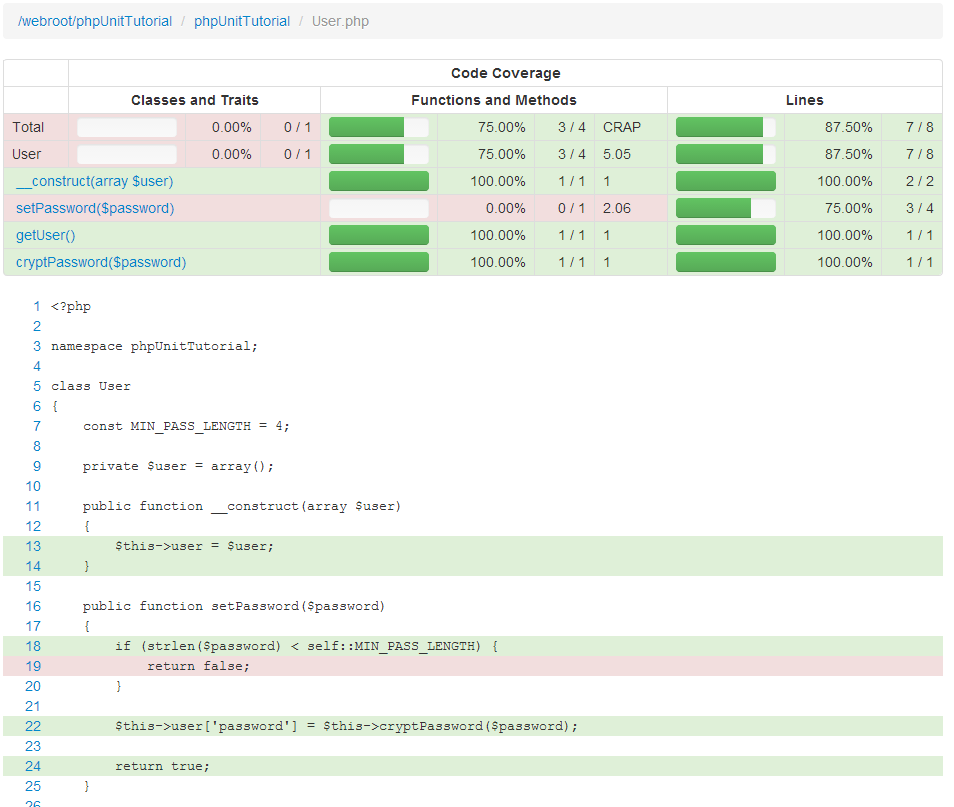 /webroot/phpUnitTutorial / phpUnitTutorial / User.php
Code Coverage
Classes and Traits Functions and Methods Lines
Total 0.00% 0 / 1 75.00% 3 / 4 CRAP 87.50% 7 / 8
User 0.00% 0 / 1 75.00% 3 / 4 5.05 87.50% 7 / 8
__construct(array $user) 100.00% 1 / 1 1 100.00% 2 / 2
setPassword($password) 0.00% 0 / 1 2.06 75.00% 3 / 4
getUser() 100.00% 1 / 1 1 100.00% 1 / 1
cryptPassword($password) 100.00% 1 / 1 1 100.00% 1 / 1
1 <?php
2
3 namespace phpUnitTutorial;
4
5 class User
6 {
7     const MIN_PASS_LENGTH = 4;
8
9     private $user = array();
10
11     public function __construct(array $user)
12     {
13         $this->user = $user;
14     }
15
16     public function setPassword($password)
17     {
18         if (strlen($password) < self::MIN_PASS_LENGTH) {
19             return false;
20         }
21
22         $this->user['password'] = $this->cryptPassword($password);
23
24         return true;
25     }
26